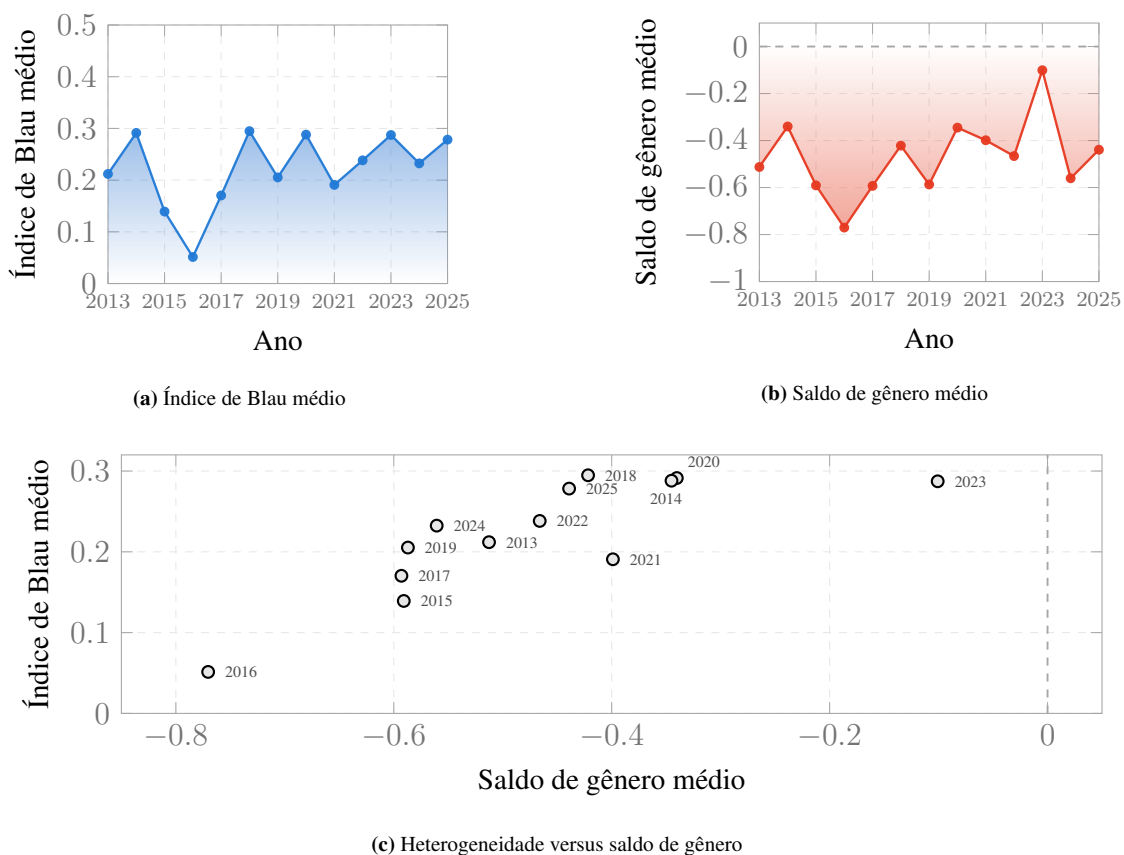 Índice de Blau médio
0.5
0.4
0.3
0.2
0.1
0
2013 2015 2017 2019 2021 2023 2025
Ano
(a) Índice de Blau médio
Saldo de gênero médio
0
−0.2
−0.4
−0.6
−0.8
−1
2013 2015 2017 2019 2021 2023 2025
Ano
(b) Saldo de gênero médio
Índice de Blau médio
0.3
0.2
0.1
0
2020
2018
2023
2025
2014
2022
2024
2013
2019
2021
2017
2015
2016
−0.8 −0.6 −0.4 −0.2 0
Saldo de gênero médio
(c) Heterogeneidade versus saldo de gênero